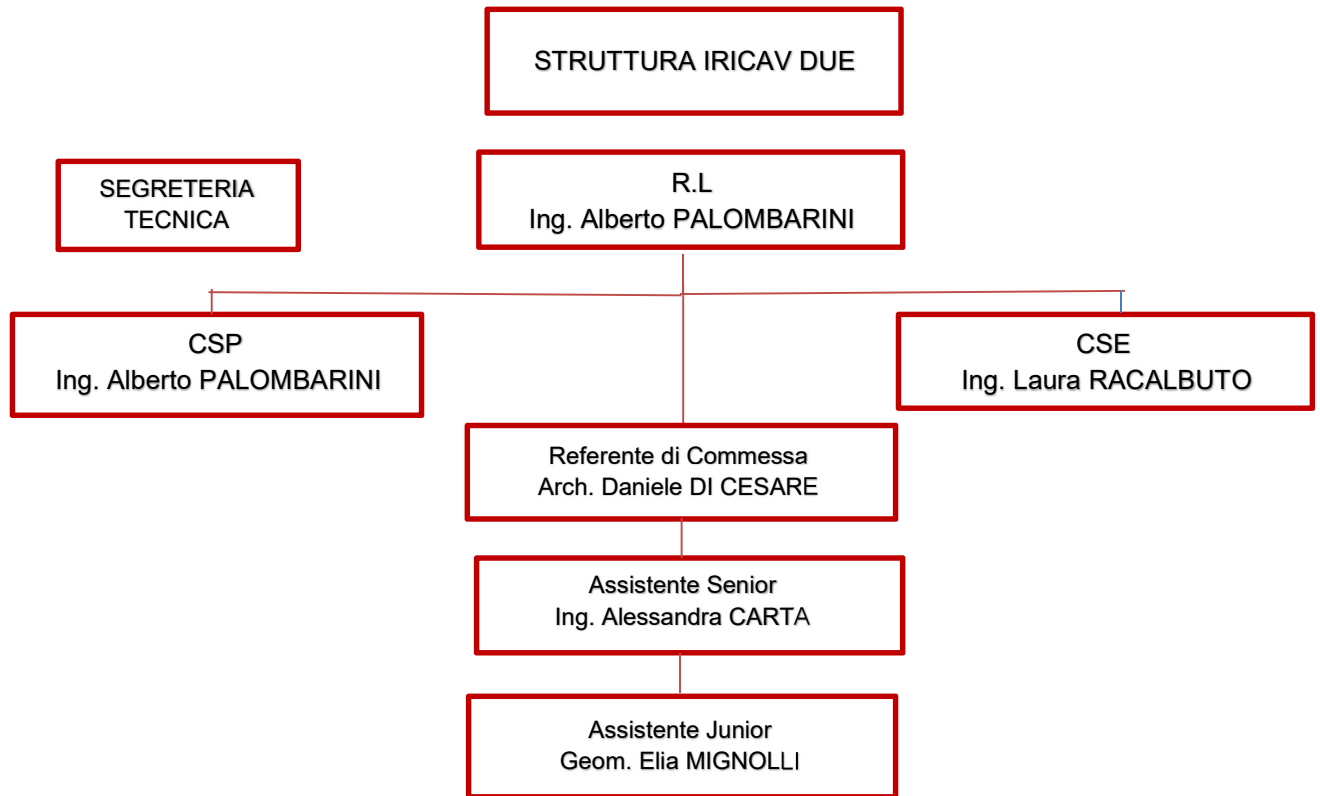 STRUTTURA IRICAV DUE
SEGRETERIA
TECNICA
R.L
Ing. Alberto PALOMBARINI
CSP
Ing. Alberto PALOMBARINI
CSE
Ing. Laura RACALBUTO
Referente di Commessa
Arch. Daniele DI CESARE
Assistente Senior
Ing. Alessandra CARTA
Assistente Junior
Geom. Elia MIGNOLLI